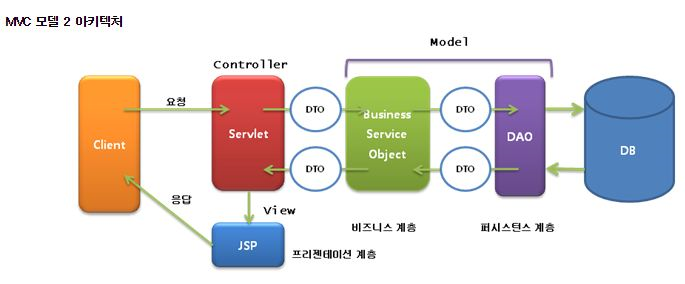 MVC 모델 2 아키텍처
Model
Controller
요청
Client
Servlet
DTO
DTO
Business
Service
Object
DTO
DTO
DAO
DB
응답
View
JSP
프리젠테이션 계층
비즈니스 계층
퍼시스턴스 계층